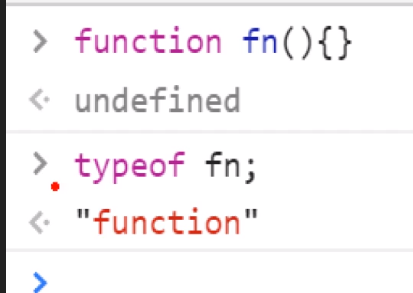 > function fn(){}
<· undefined
> typeof fn;
<· "function"
>